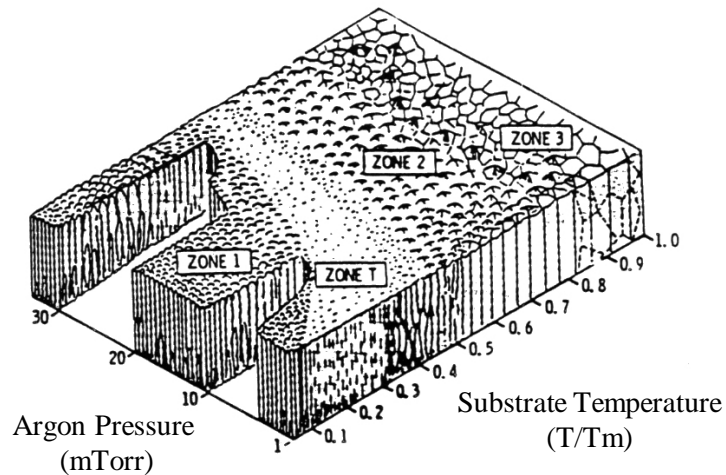 ZONE 3
ZONE 2
ZONE 1
ZONE T
30
20
10
1
0.1
0.2
0.3
0.4
0.5
0.6
0.7
0.8
0.9
1.0
Argon Pressure
(mTorr)
Substrate Temperature
(T/Tm)